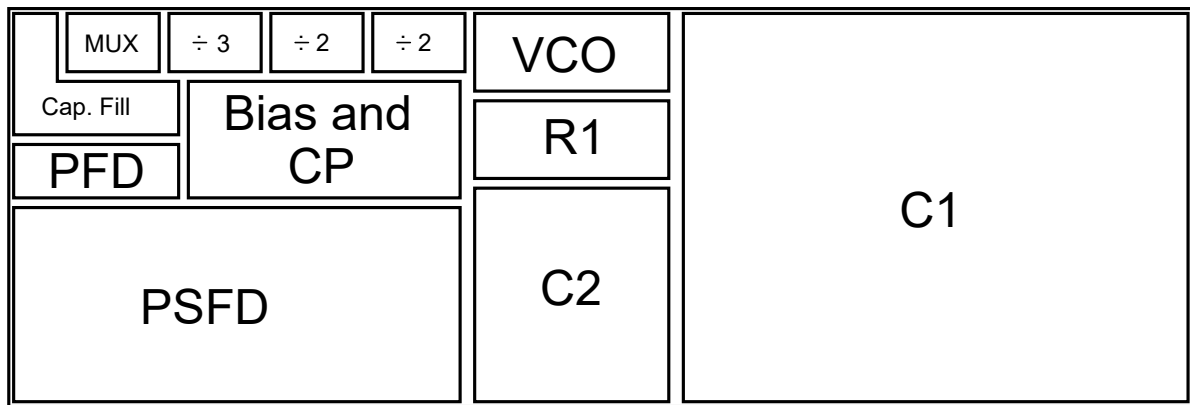 MUX
÷ 3
÷ 2
÷ 2
VCO
Cap. Fill
Bias and
CP
R1
PFD
C1
PSFD
C2